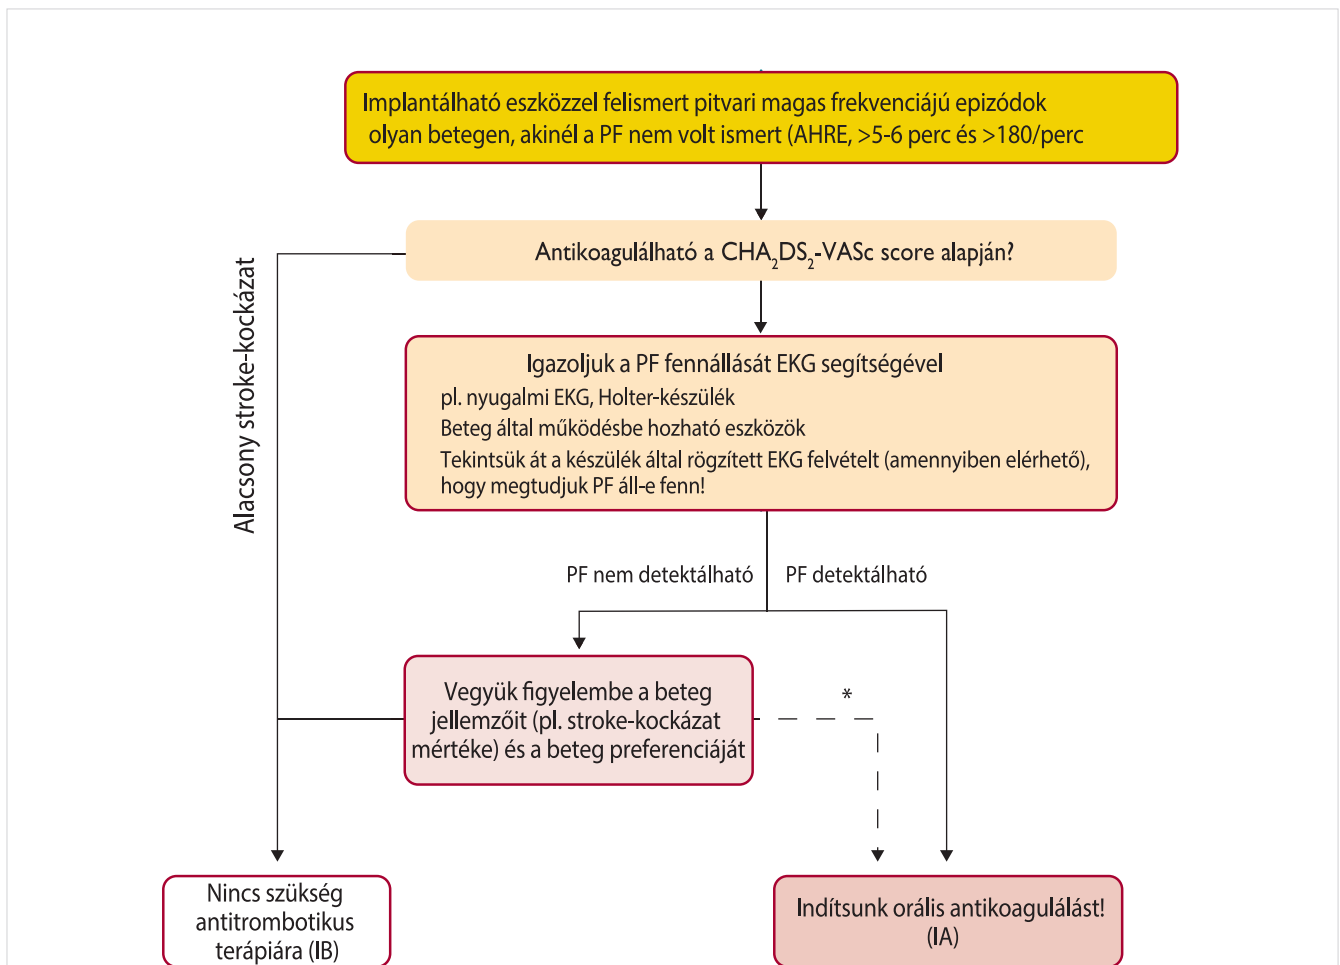 Implantálható eszközzel felismert pitvari magas frekvenciájú epizódok
olyan betegen, akinél a PF nem volt ismert (AHRE, >5-6 perc és >180/perc
Antikoagulálható a CHA₂DS₂-VASc score alapján?
Alacsony stroke-kockázat
Igazoljuk a PF fennállását EKG segítségével
pl. nyugalmi EKG, Holter-készülék
Beteg által működésbe hozható eszközök
Tekintsük át a készülék által rögzített EKG felvételt (amennyiben elérhető),
hogy megtudjuk PF áll-e fenn!
PF nem detektálható
PF detektálható
Vegyük figyelembe a beteg
jellemzőit (pl. stroke-kockázat
mértéke) és a beteg preferenciáját
*
Nincs szükség
antitrombotikus
terápiára (IB)
Indítsunk orális antikoagulálást!
(IA)